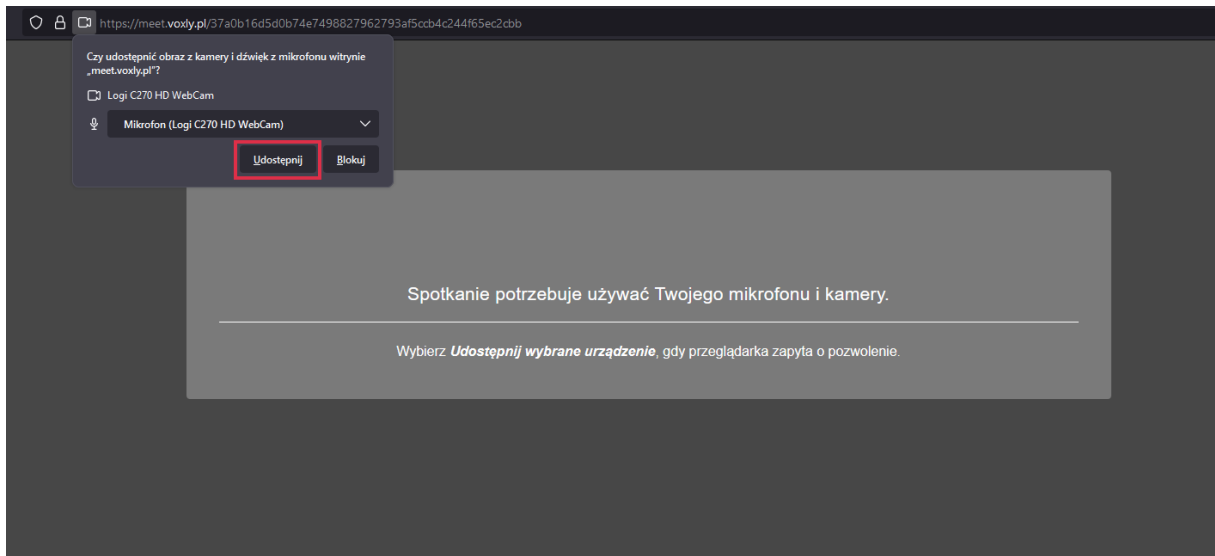 https://meet.voxly.pl/37a0b16d5d0b74e7498827962793af5ccb4c244f65ec2cbb
Czy udostępnić obraz z kamery i dźwięk z mikrofonu witrynie
„meet.voxly.pl”?
Logi C270 HD WebCam
Mikrofon (Logi C270 HD WebCam)
Udostępnij Blokuj
Spotkanie potrzebuje używać Twojego mikrofonu i kamery.
Wybierz Udostępnij wybrane urządzenie, gdy przeglądarka zapyta o pozwolenie.